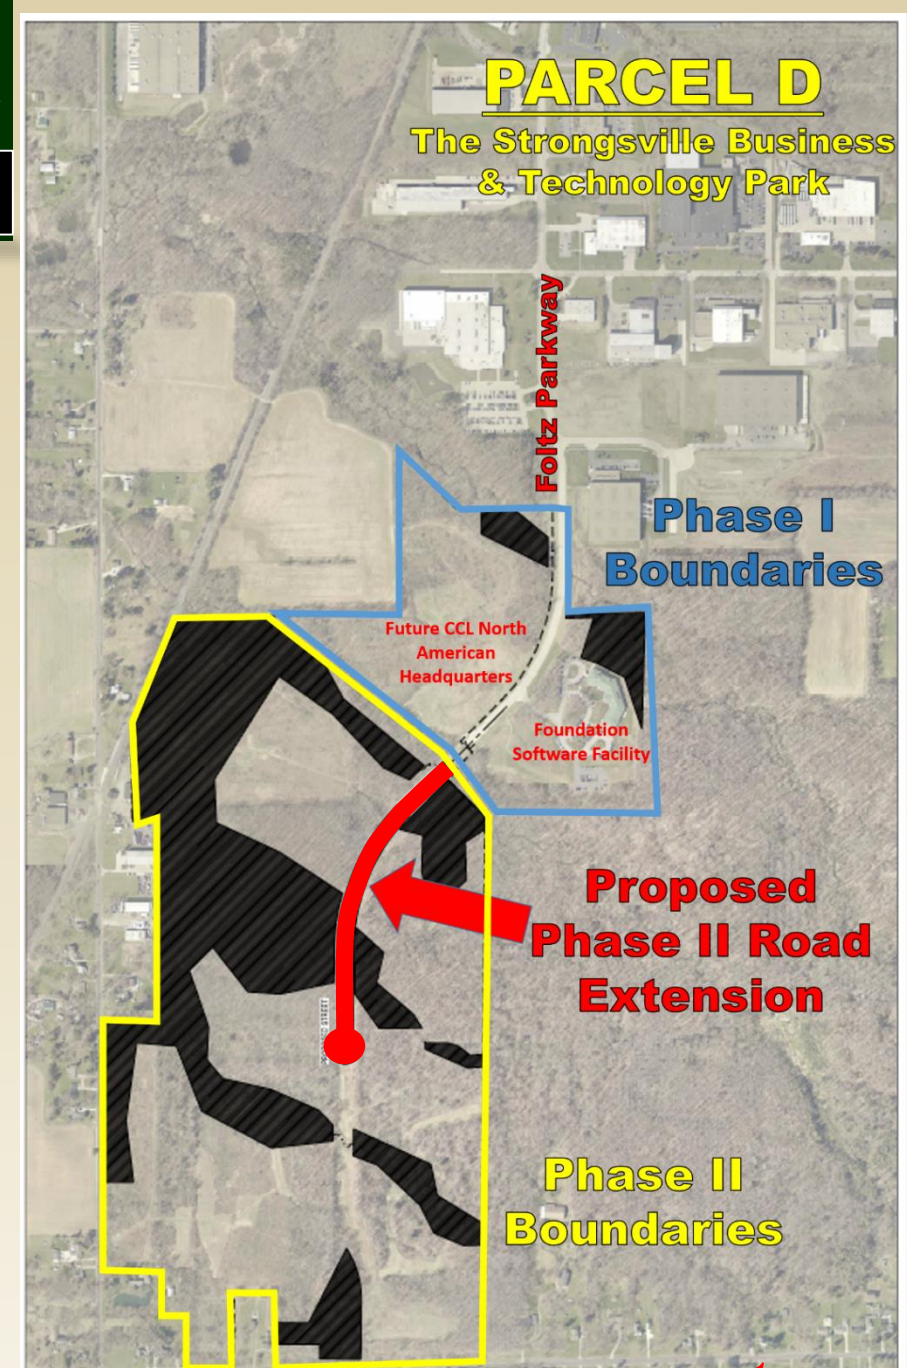 PARCEL D
The Strongsville Business
& Technology Park
Foltz Parkway
Phase I
Boundaries
Future CCL North
American
Headquarters
Foundation
Software Facility
Proposed
Phase II Road
Extension
STREET
Phase II
Boundaries